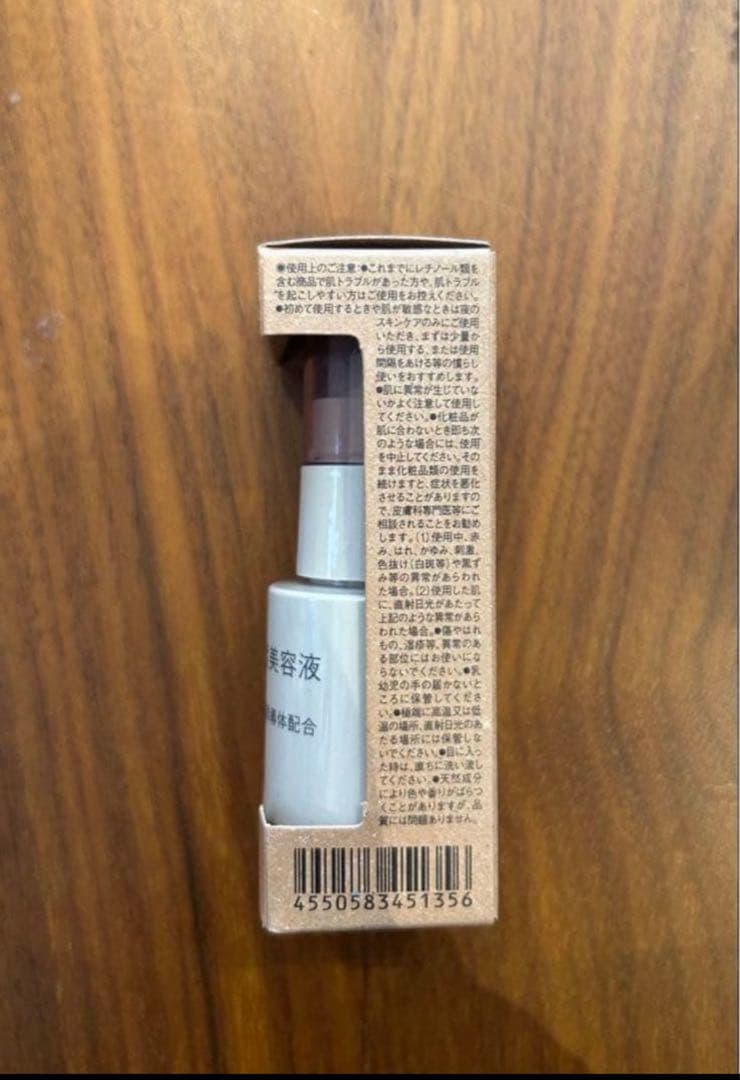 ●使用上のご注意:●これまでにレチノール類を
含む商品で肌トラブルがあった方や、肌トラブル
を起こしやすい方はご使用をお控えください。
●初めて使用するときや肌が敏感なときは夜の
スキンケアのみにご使用
いただき、まずは少量か
ら使用する、または使用
間隔をあける等の慣らし
使いをおすすめします。
●肌に異常が生じていな
いかよく注意して使用し
てください。●化粧品が
肌に合わないとき即ち次
のような場合には、使用
を中止してください。その
まま化粧品類の使用を
続けますと、症状を悪化
させることがありますの
で、皮膚科専門医等にご
相談されることをお勧め
します。(1)使用中、赤
み、はれ、かゆみ、刺激、
色抜け(白斑等)や黒ず
み等の異常があらわれ
た場合。(2)使用した肌
に、直射日光があたって
上記のような異常があら
われた場合。●傷やはれ
もの、湿疹等、異常のあ
る部位にはお使いにな
らないでください。●乳
幼児の手の届かないと
ころに保管してくださ
い。●極端に高温又は低
温の場所、直射日光のあ
たる場所には保管しな
いでください。●目に入っ
た時は、直ちに洗い流し
てください。●天然成分
により色や香りがばらつ
くことがありますが、品
質には問題ありません。
美容液
導体配合
4550583451356